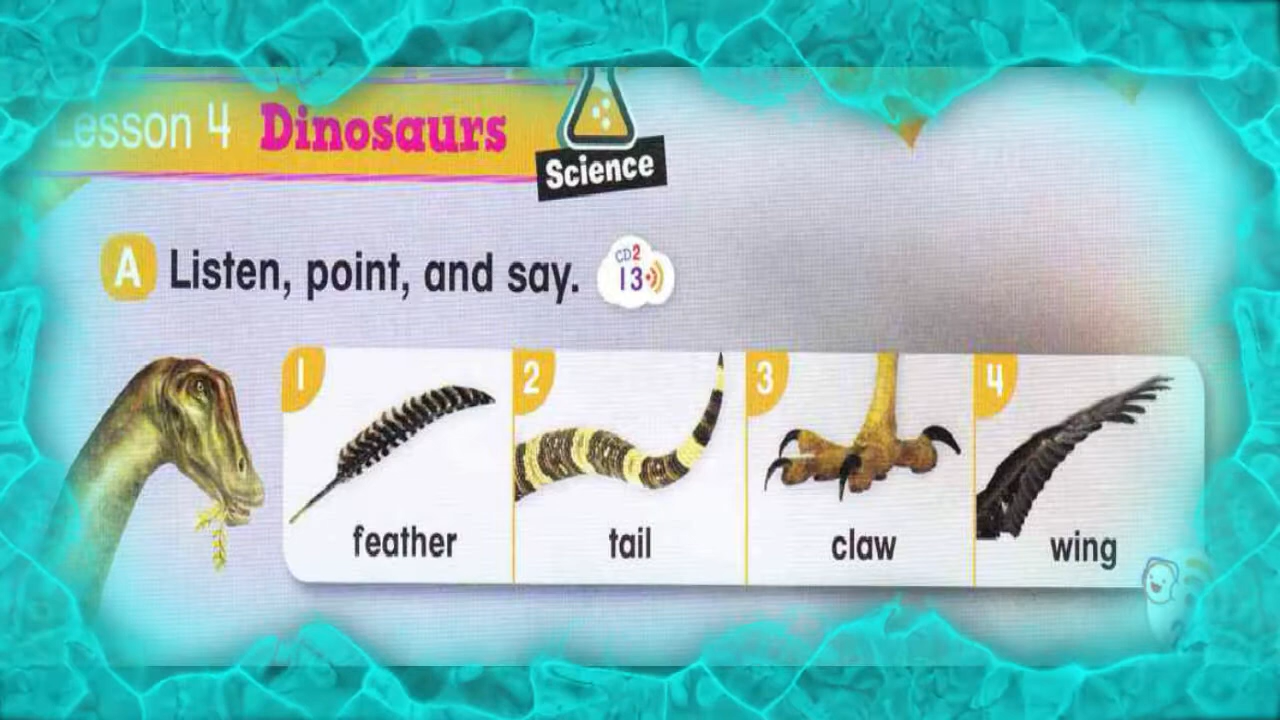 Lesson 4 Dinosaurs
Science
A Listen, point, and say. CD2 13
1 2 3 4
feather tail claw wing